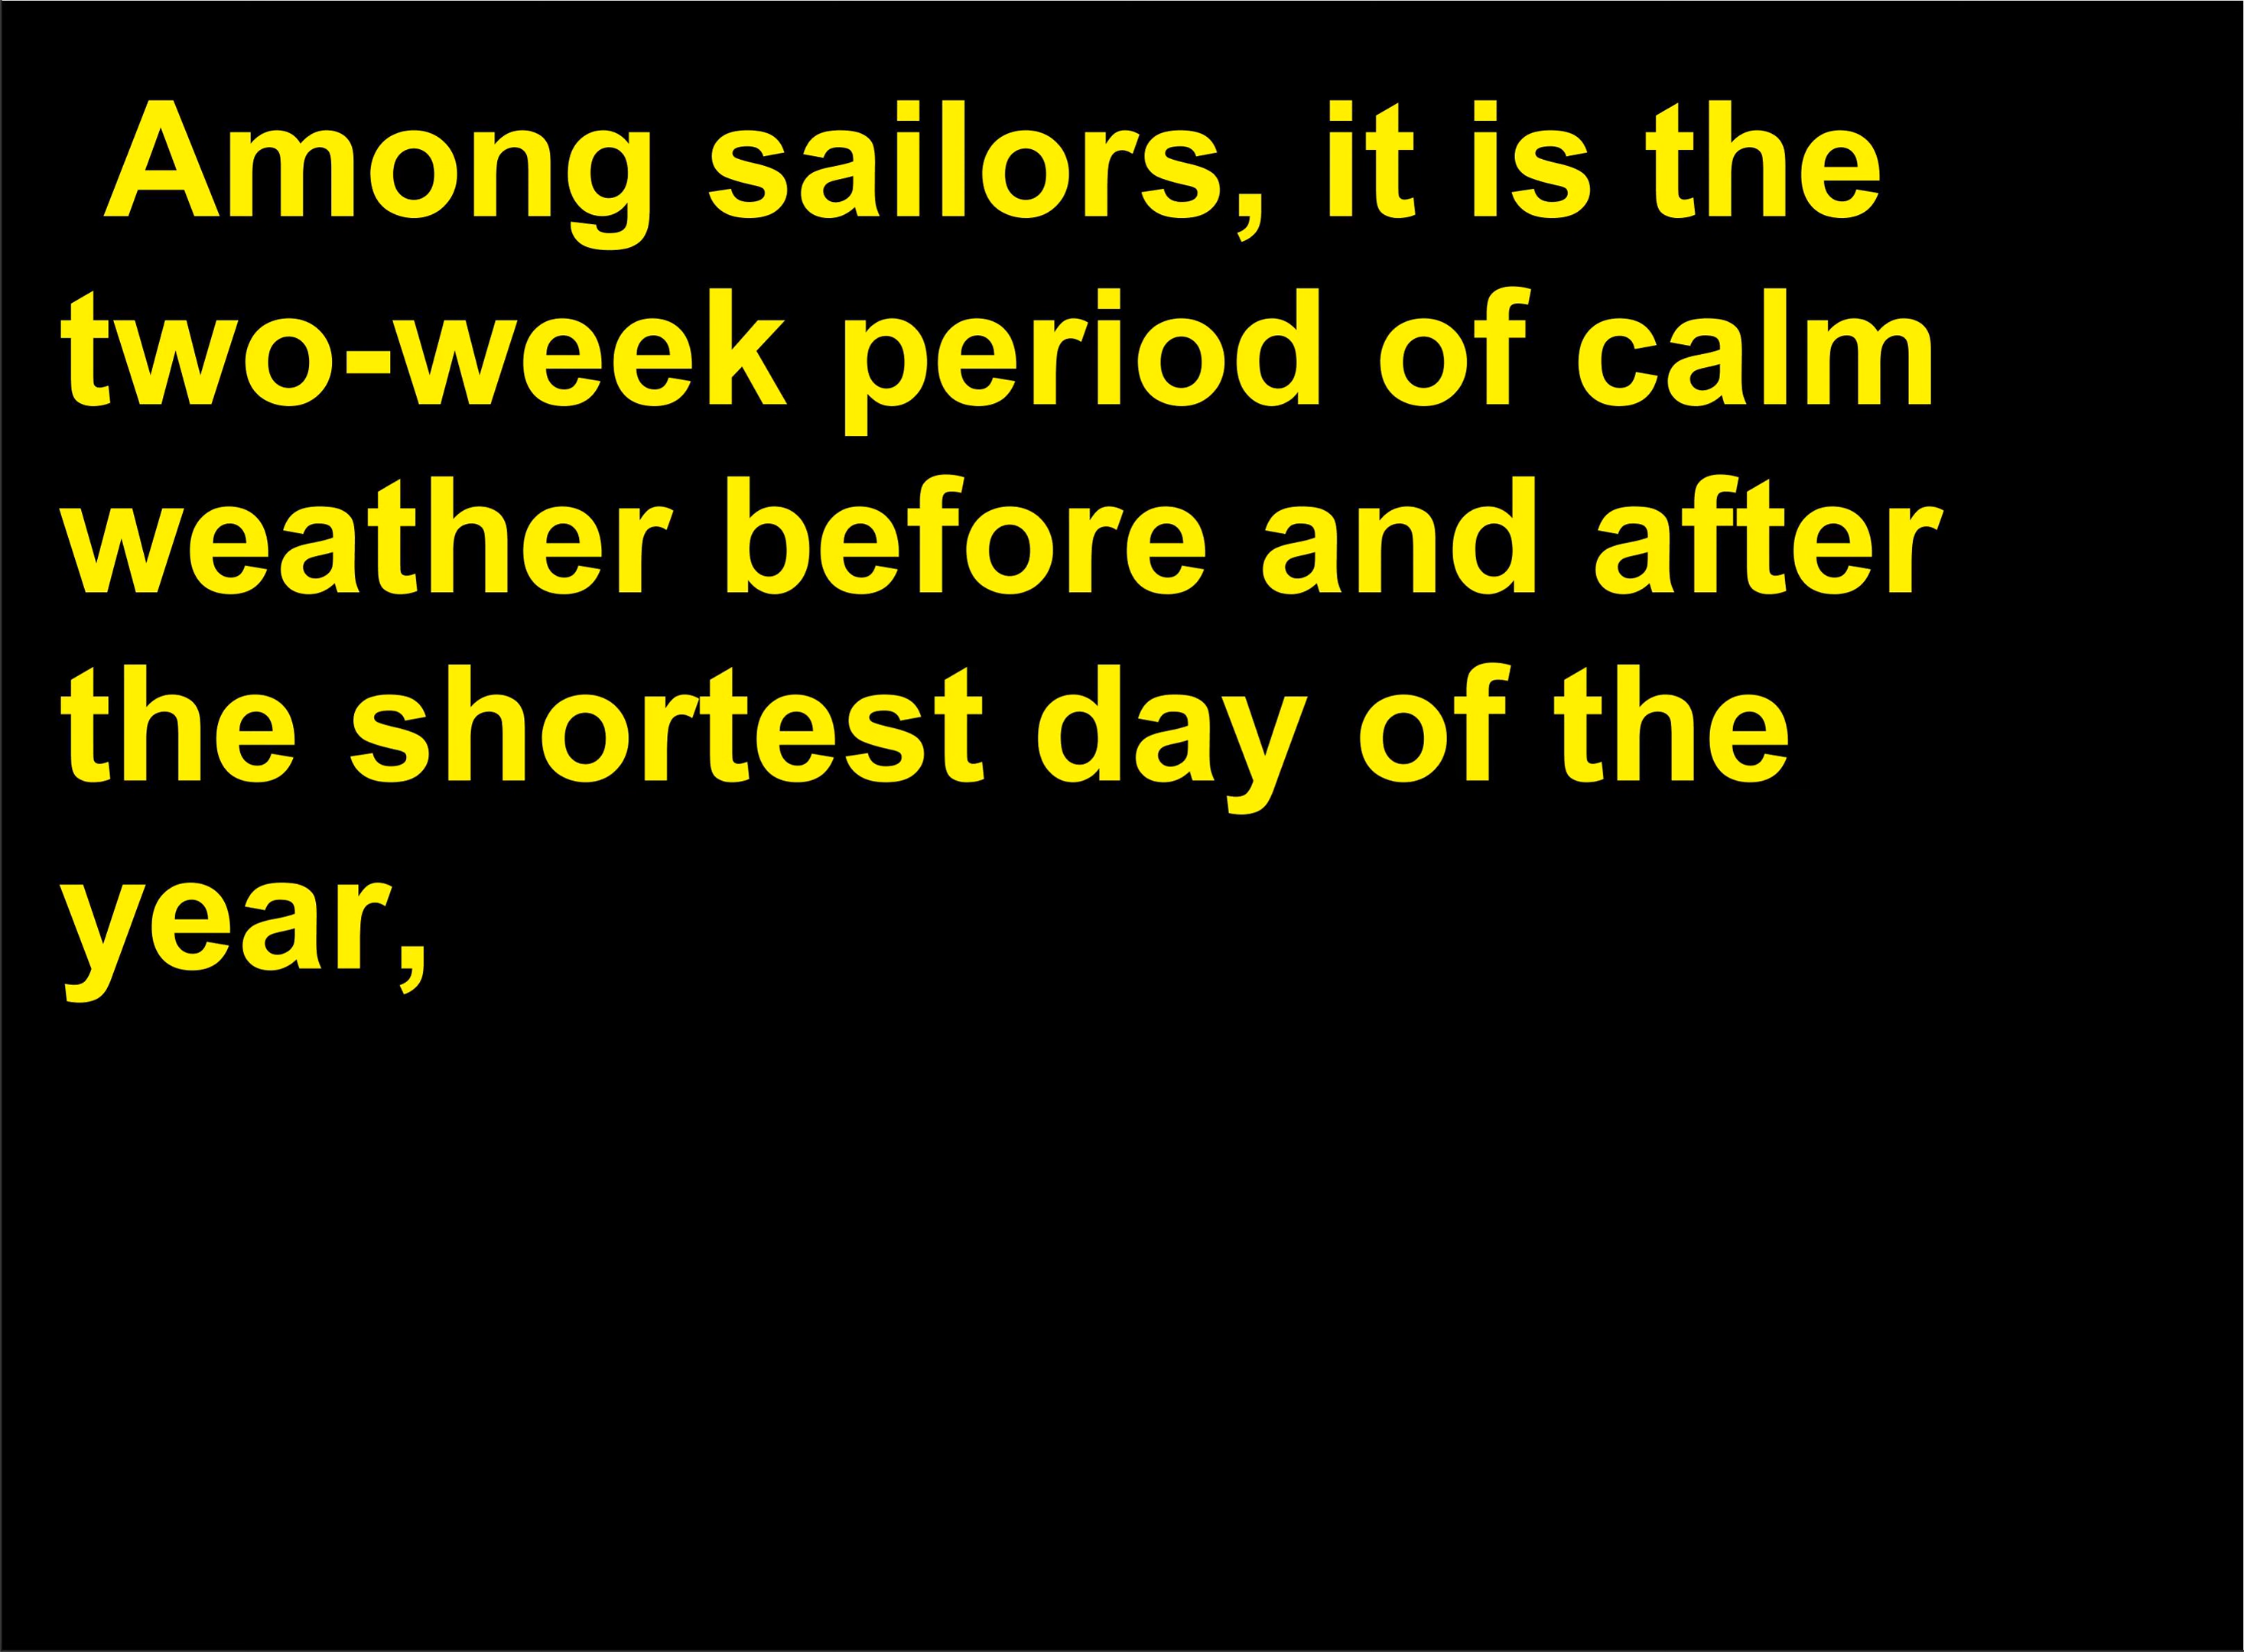 Among sailors, it is the
two-week period of calm
weather before and after
the shortest day of the
year,